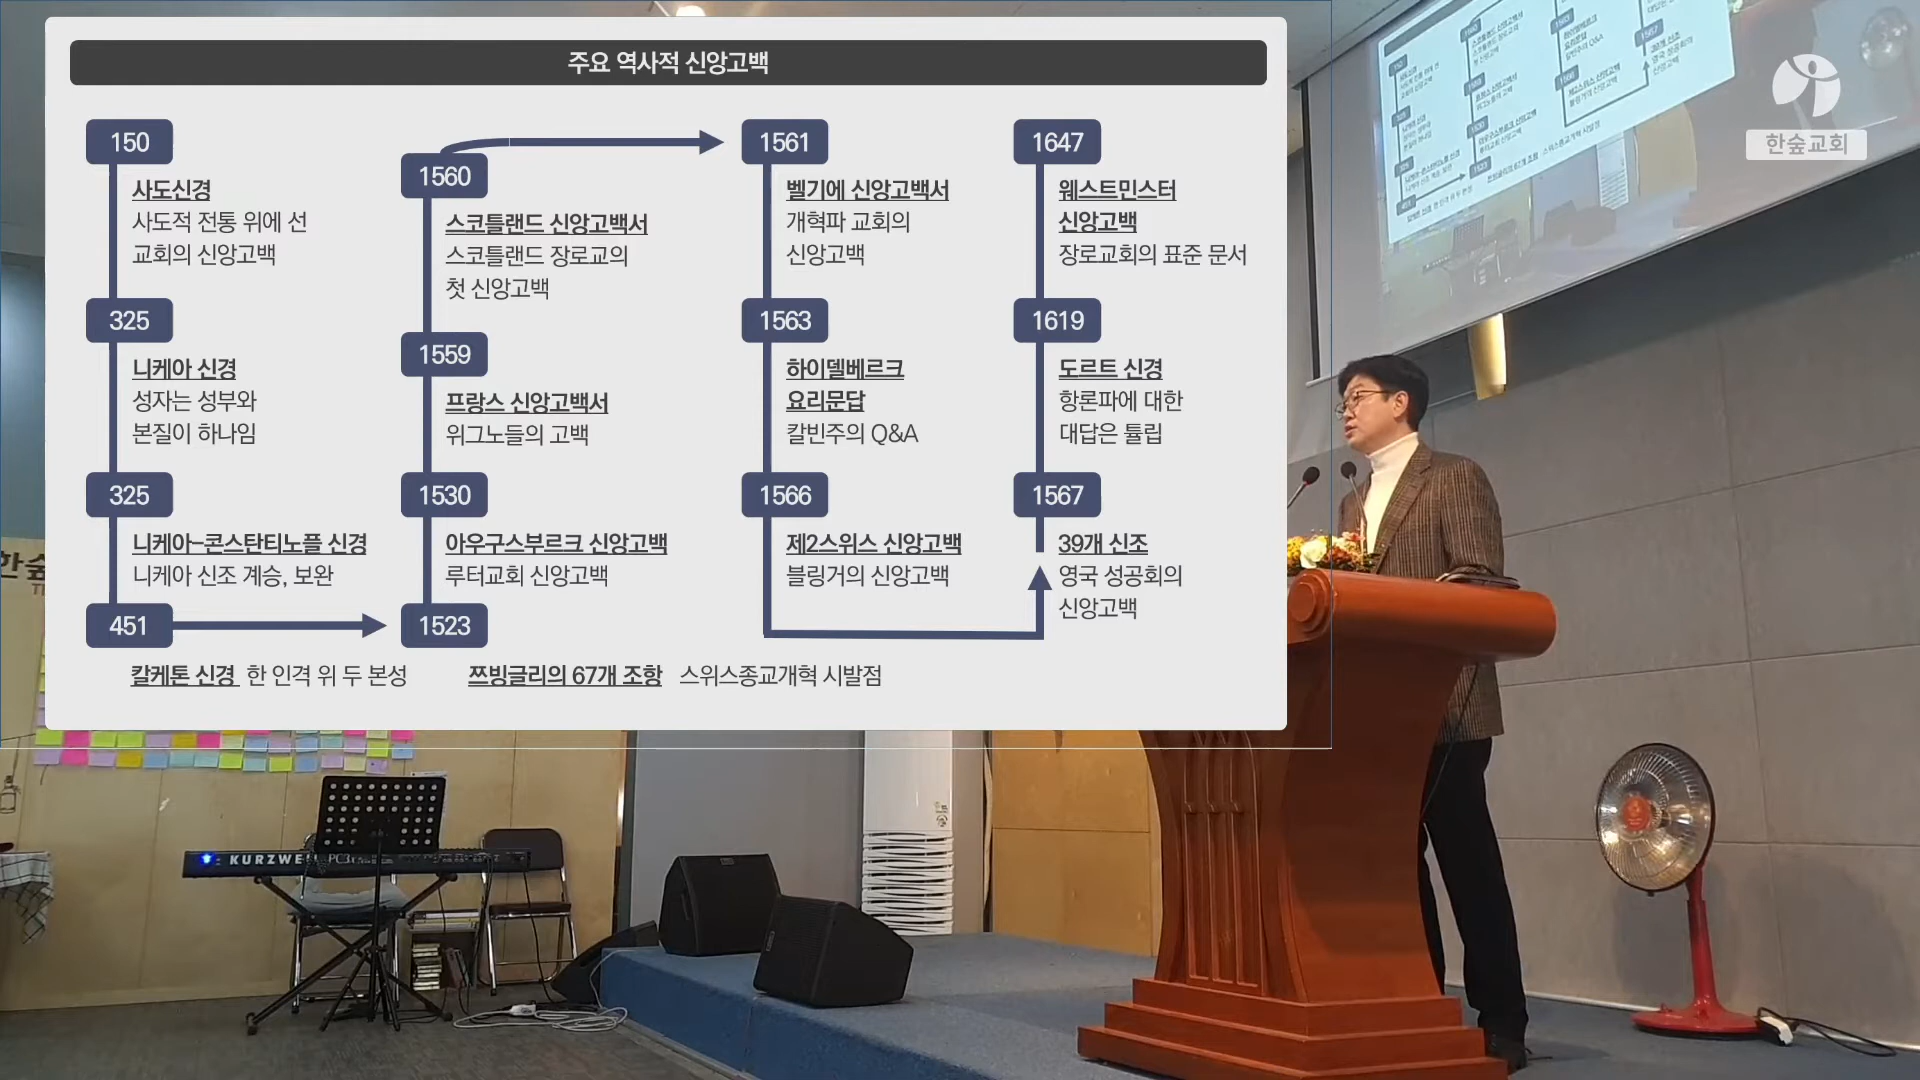 주요 역사적 신앙고백
150
사도신경
사도적 전통 위에 선
교회의 신앙고백
325
니케아 신경
성자는 성부와
본질이 하나임
325
니케아-콘스탄티노플 신경
니케아 신조 계승, 보완
451
칼케톤 신경 한 인격 위 두 본성
1560
스코틀랜드 신앙고백서
스코틀랜드 장로교의
첫 신앙고백
1559
프랑스 신앙고백서
위그노들의 고백
1530
아우구스부르크 신앙고백
루터교회 신앙고백
1523
쯔빙글리의 67개 조항 스위스종교개혁 시발점
1561
벨기에 신앙고백서
개혁파 교회의
신앙고백
1563
하이델베르크
요리문답
칼빈주의 Q&A
1566
제2스위스 신앙고백
블링거의 신앙고백
1647
웨스트민스터
신앙고백
장로교회의 표준 문서
1619
도르트 신경
항론파에 대한
대답은 튤립
1567
39개 신조
영국 성공회의
신앙고백
한숲교회
한숲
KURZWE PC3